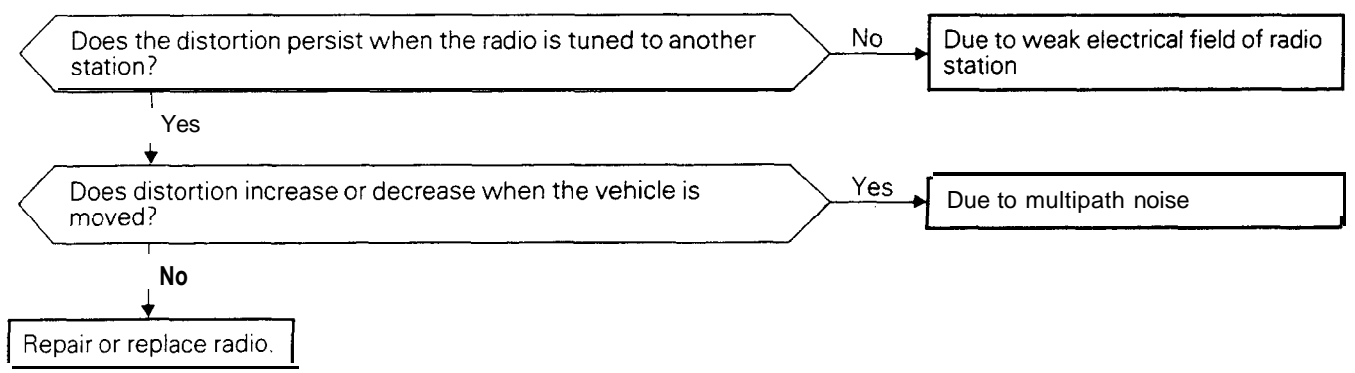 Does the distortion persist when the radio is tuned to another
station?
No
Due to weak electrical field of radio
station
Yes
Does distortion increase or decrease when the vehicle is
moved?
Yes
Due to multipath noise
No
Repair or replace radio.